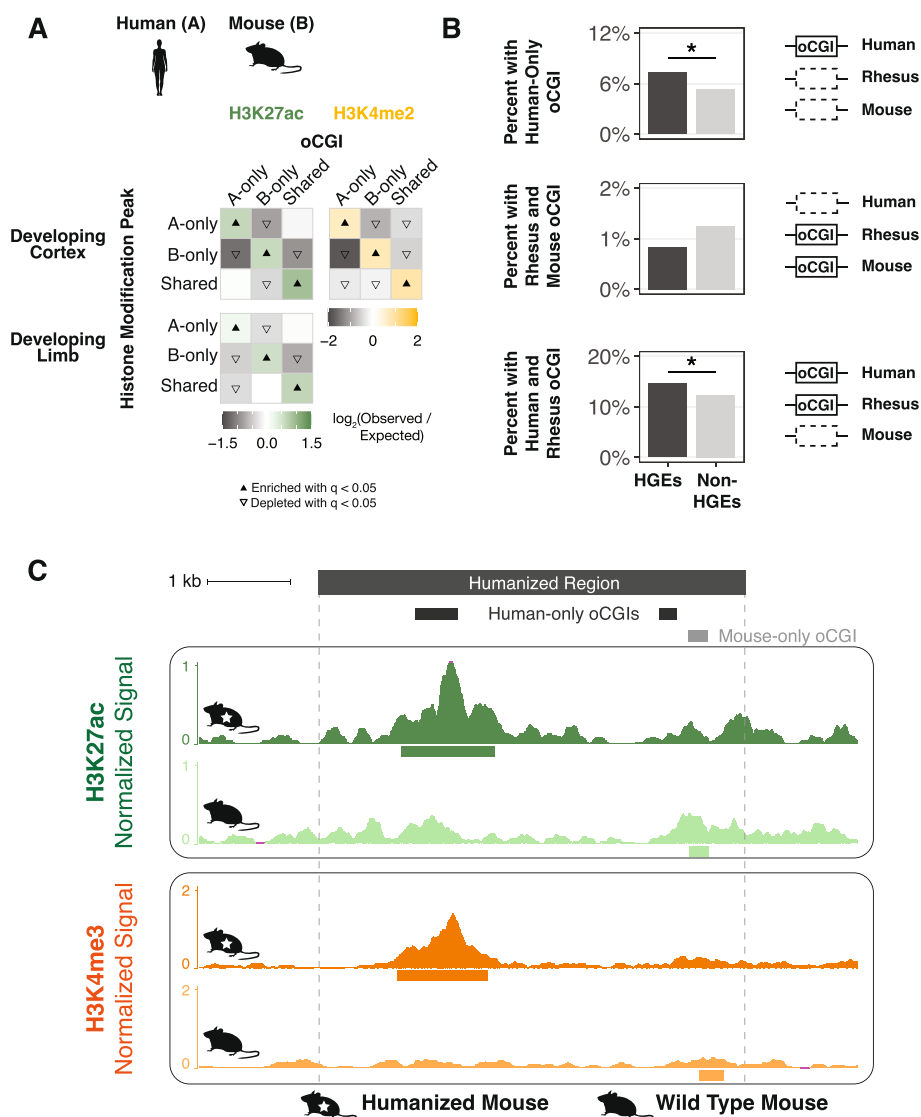 A
Human (A)
Mouse (B)
H3K27ac
H3K4me2
oCGI
A-only
B-only
Shared
A-only
B-only
Shared
Histone Modification Peak
Developing
Cortex
A-only
B-only
Shared
−2
0
2
Developing
Limb
A-only
B-only
Shared
−1.5
0.0
1.5
log2(Observed /
Expected)
▲ Enriched with q < 0.05
▽ Depleted with q < 0.05
B
Percent with
Human-Only
oCGI
12%
6%
0%
*
oCGI
Human
Rhesus
Mouse
Percent with
Rhesus and
Mouse oCGI
2%
1%
0%
Human
oCGI
Rhesus
oCGI
Mouse
Percent with
Human and
Rhesus oCGI
20%
10%
0%
*
HGEs
Non-
HGEs
oCGI
Human
oCGI
Rhesus
Mouse
C
1 kb
Humanized Region
Human-only oCGIs
Mouse-only oCGI
H3K27ac
Normalized Signal
1
0
1
0
H3K4me3
Normalized Signal
2
0
2
0
Humanized Mouse
Wild Type Mouse